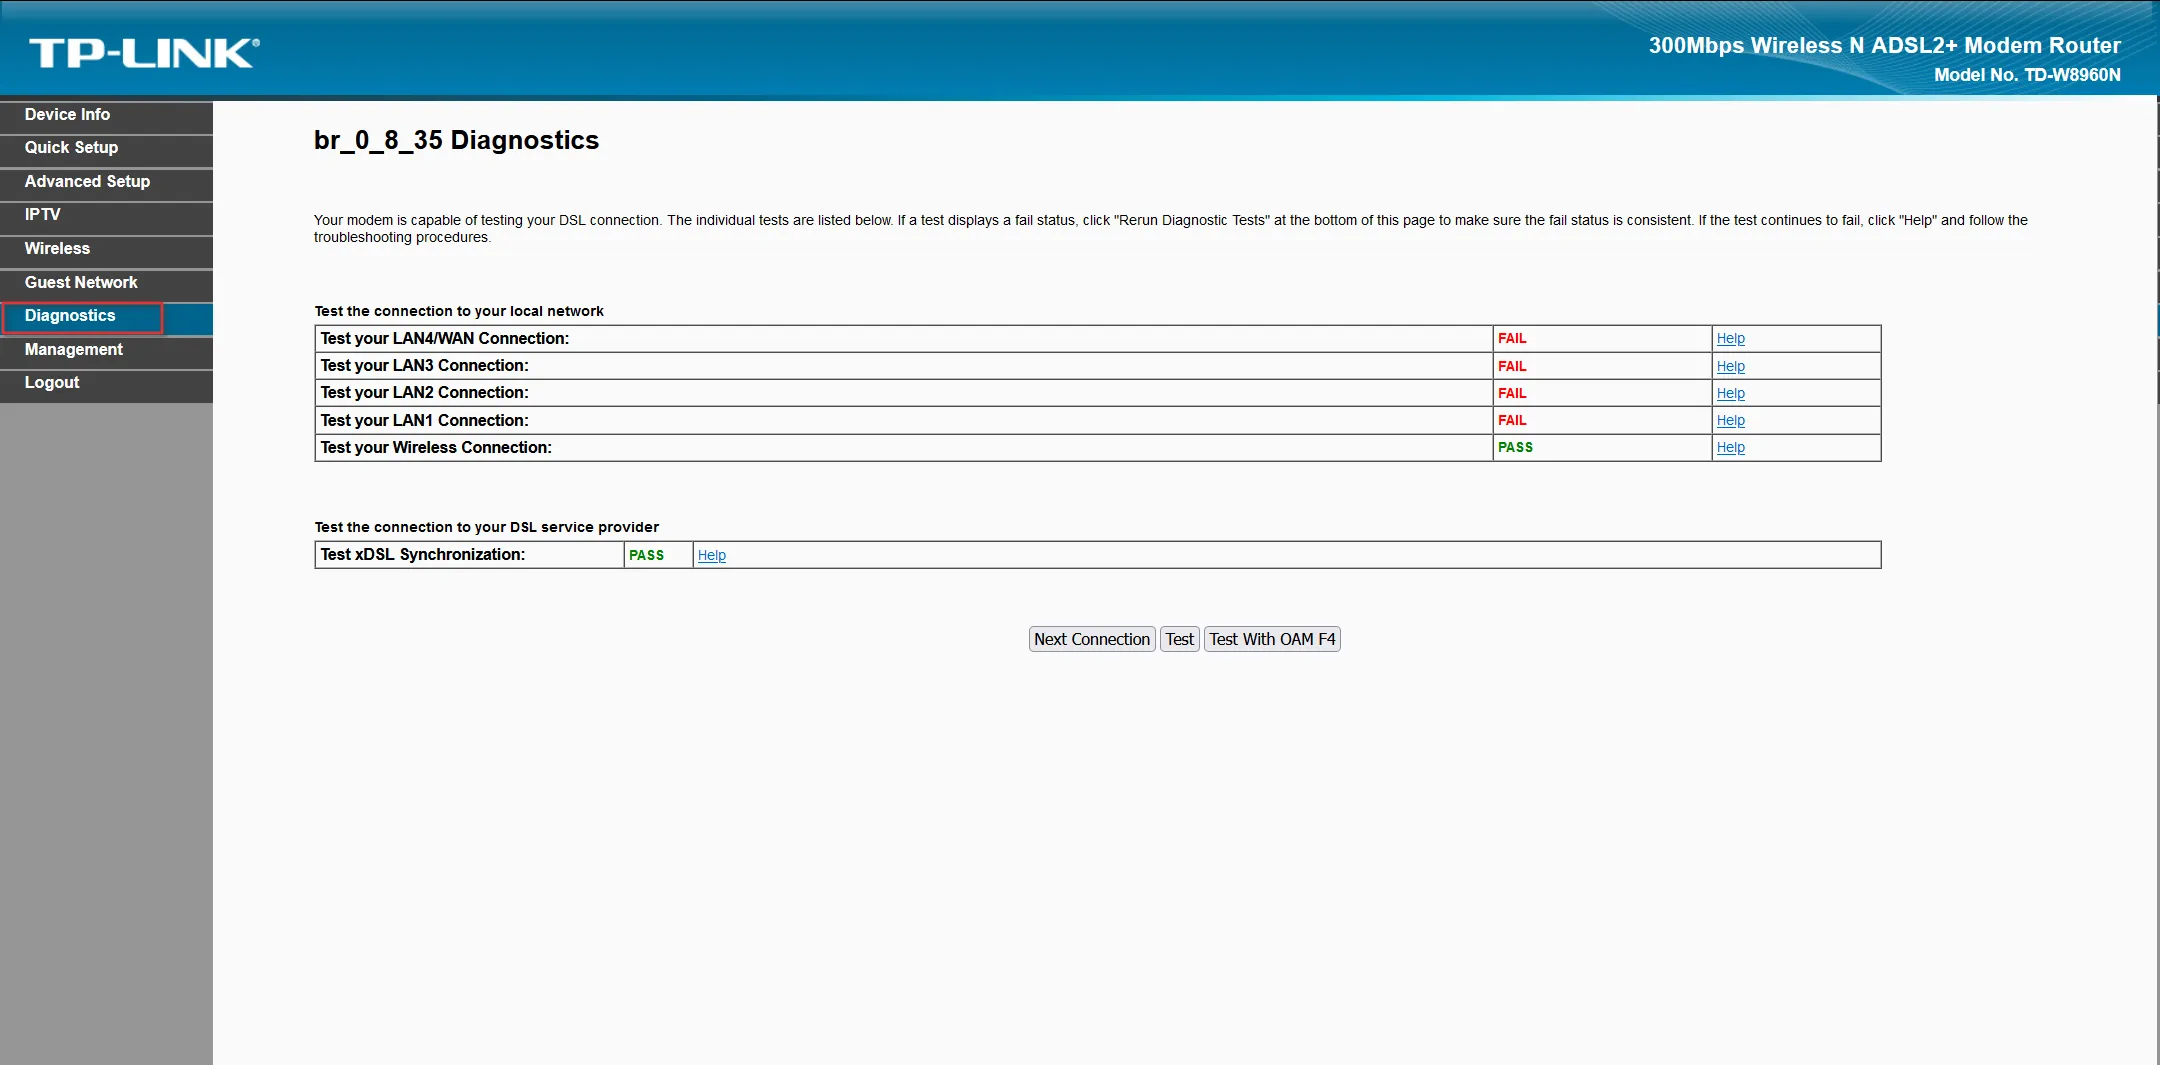 TP-LINK®
300Mbps Wireless N ADSL2+ Modem Router
Model No. TD-W8960N
Device Info
Quick Setup
Advanced Setup
IPTV
Wireless
Guest Network
Diagnostics
Management
Logout
br_0_8_35 Diagnostics
Your modem is capable of testing your DSL connection. The individual tests are listed below. If a test displays a fail status, click "Rerun Diagnostic Tests" at the bottom of this page to make sure the fail status is consistent. If the test continues to fail, click "Help" and follow the
troubleshooting procedures.
Test the connection to your local network
Test your LAN4/WAN Connection: FAIL Help
Test your LAN3 Connection: FAIL Help
Test your LAN2 Connection: FAIL Help
Test your LAN1 Connection: FAIL Help
Test your Wireless Connection: PASS Help
Test the connection to your DSL service provider
Test xDSL Synchronization: PASS Help
Next Connection Test Test With OAM F4